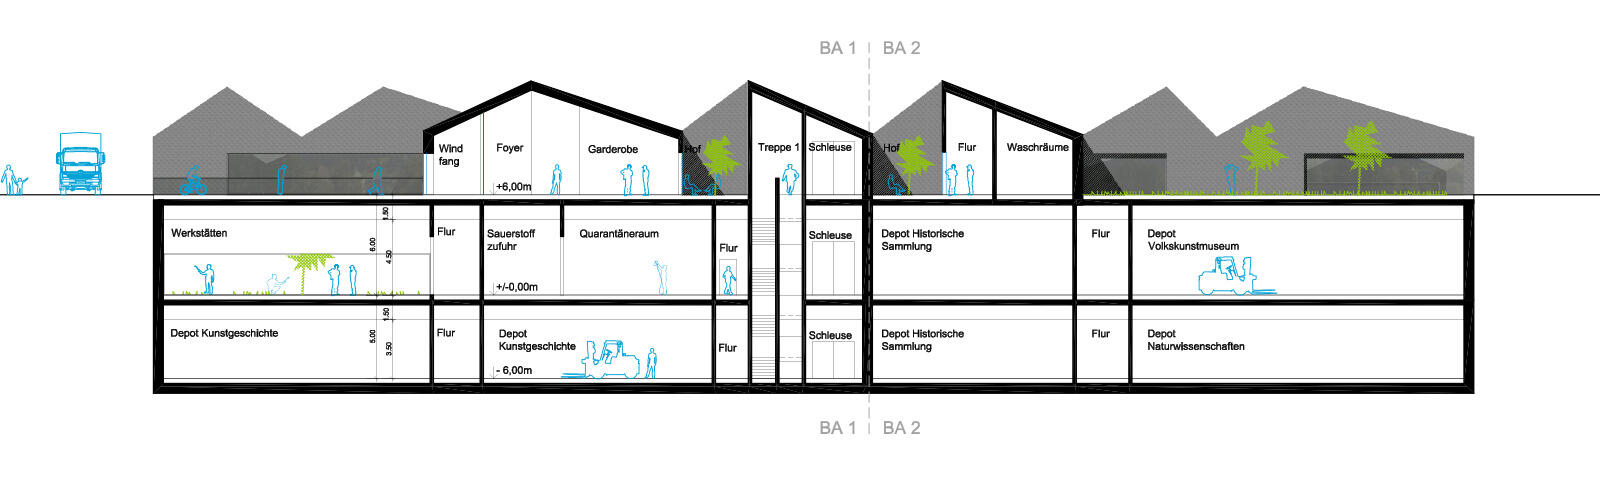 BA 1 BA 2
Wind
fang
Foyer
Garderobe
Hof
Treppe 1
Schleuse
Hof
Flur
Waschräume
+6,00m
1.50
6.00
4.50
Werkstätten
Flur
Sauerstoff
zufuhr
Quarantäneraum
Flur
Schleuse
Depot Historische
Sammlung
Flur
Depot
Volkskunstmuseum
+/-0,00m
1.50
5.00
3.50
Depot Kunstgeschichte
Flur
Depot
Kunstgeschichte
Flur
Schleuse
Depot Historische
Sammlung
Flur
Depot
Naturwissenschaften
- 6,00m
BA 1 BA 2